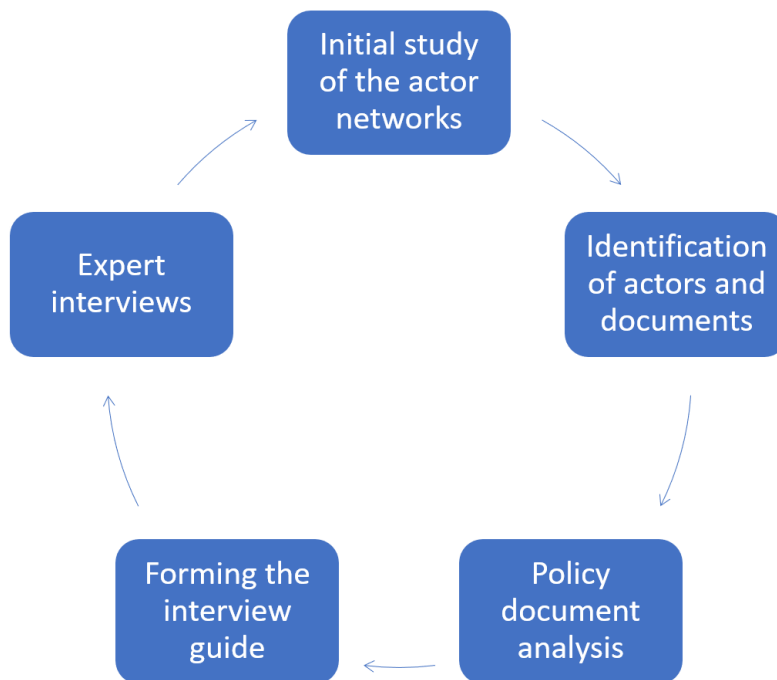 Initial study
of the actor
networks
Identification
of actors and
documents
Policy
document
analysis
Forming the
interview
guide
Expert
interviews